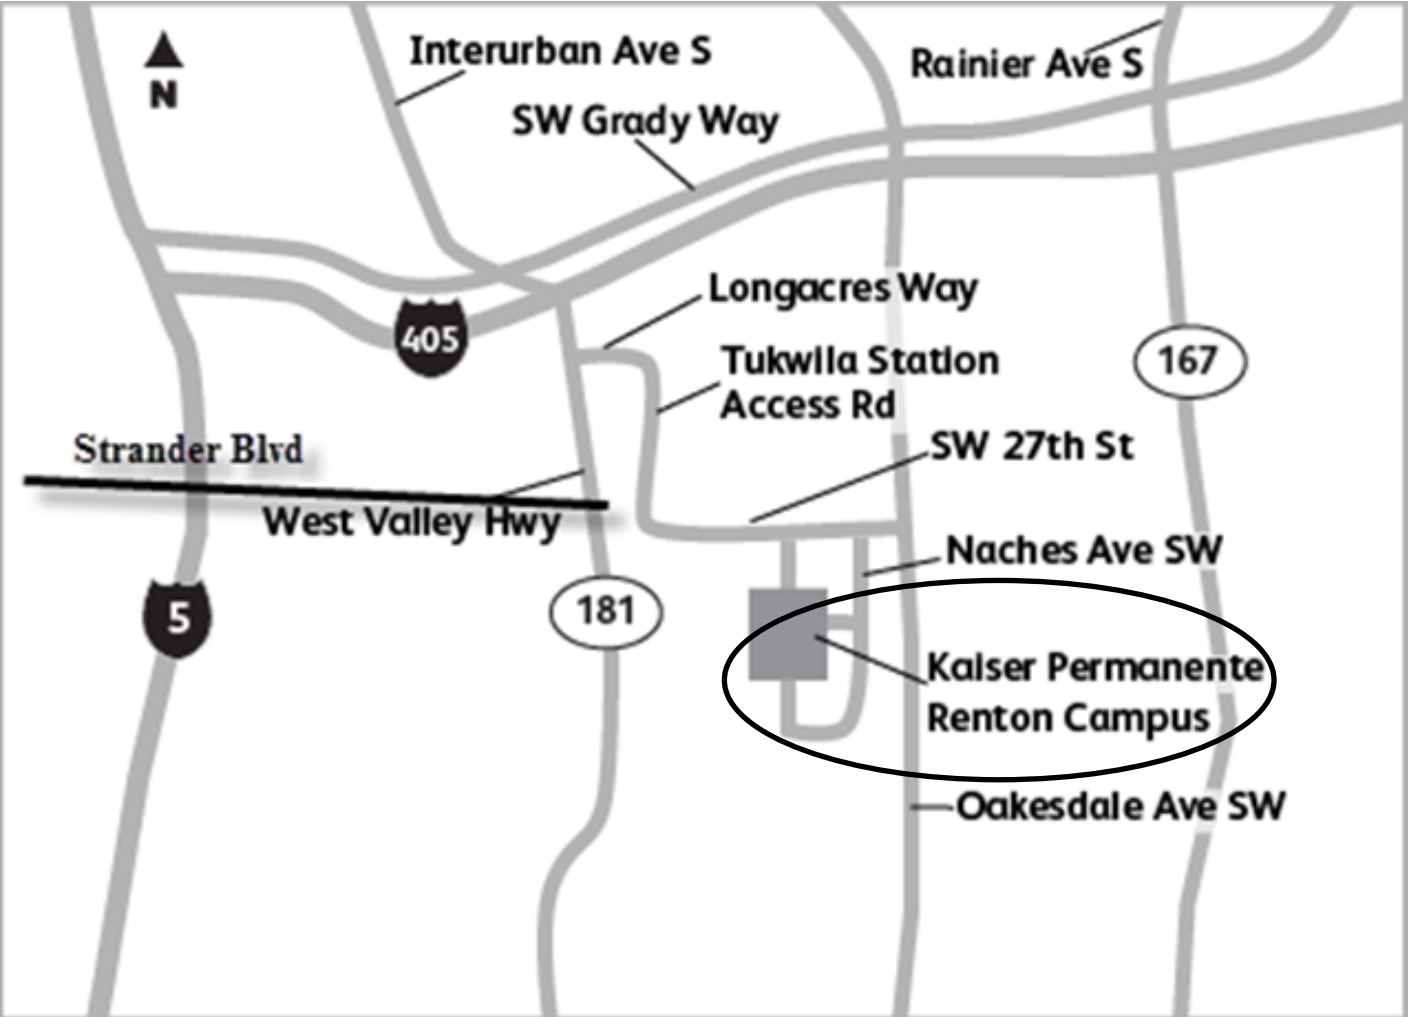 Interurban Ave S
Rainier Ave S
N
SW Grady Way
Longacres Way
405
Tukwila Station
Access Rd
167
Strander Blvd
SW 27th St
West Valley Hwy
Naches Ave SW
5
181
Kaiser Permanente
Renton Campus
Oakesdale Ave SW